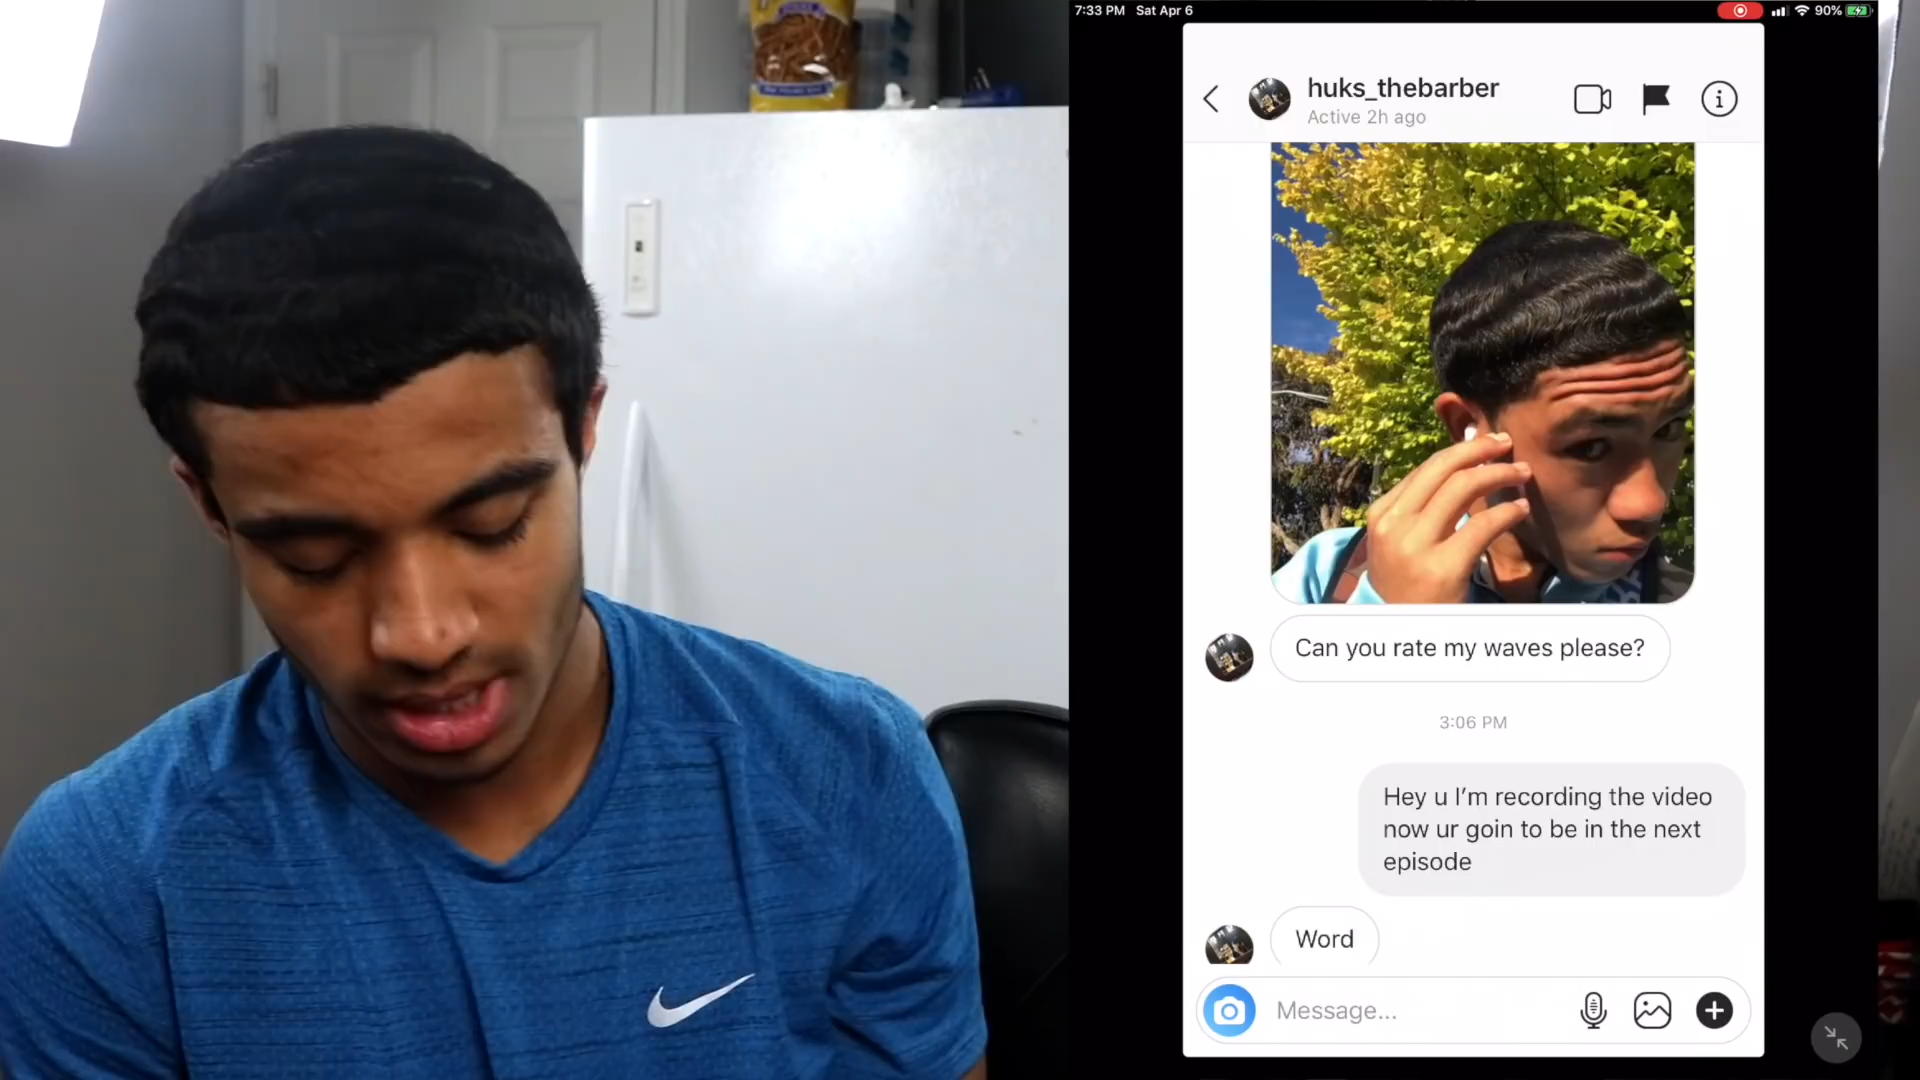 7:33 PM Sat Apr 6
90%
huks_thebarber
Active 2h ago
Can you rate my waves please?
3:06 PM
Hey u I’m recording the video
now ur goin to be in the next
episode
Word
Message...